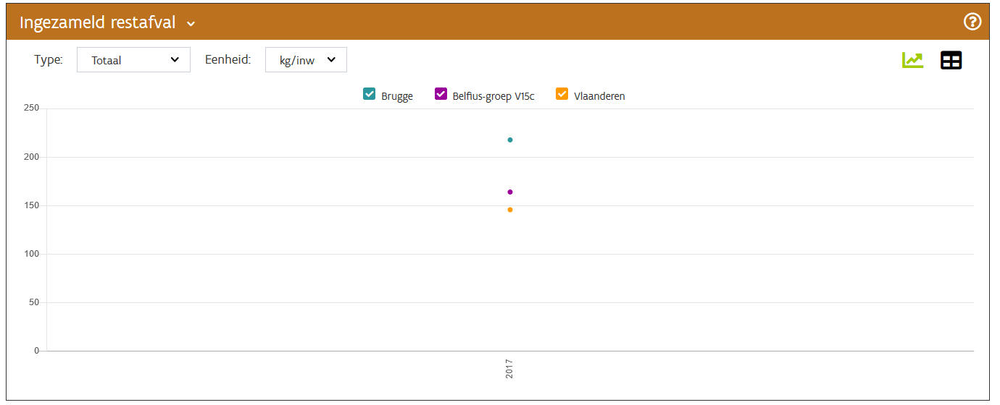 Ingezameld restafval
Type: Totaal Eenheid: kg/inw
Brugge Belfius-groep V15c Vlaanderen
250
200
150
100
50
0
2017